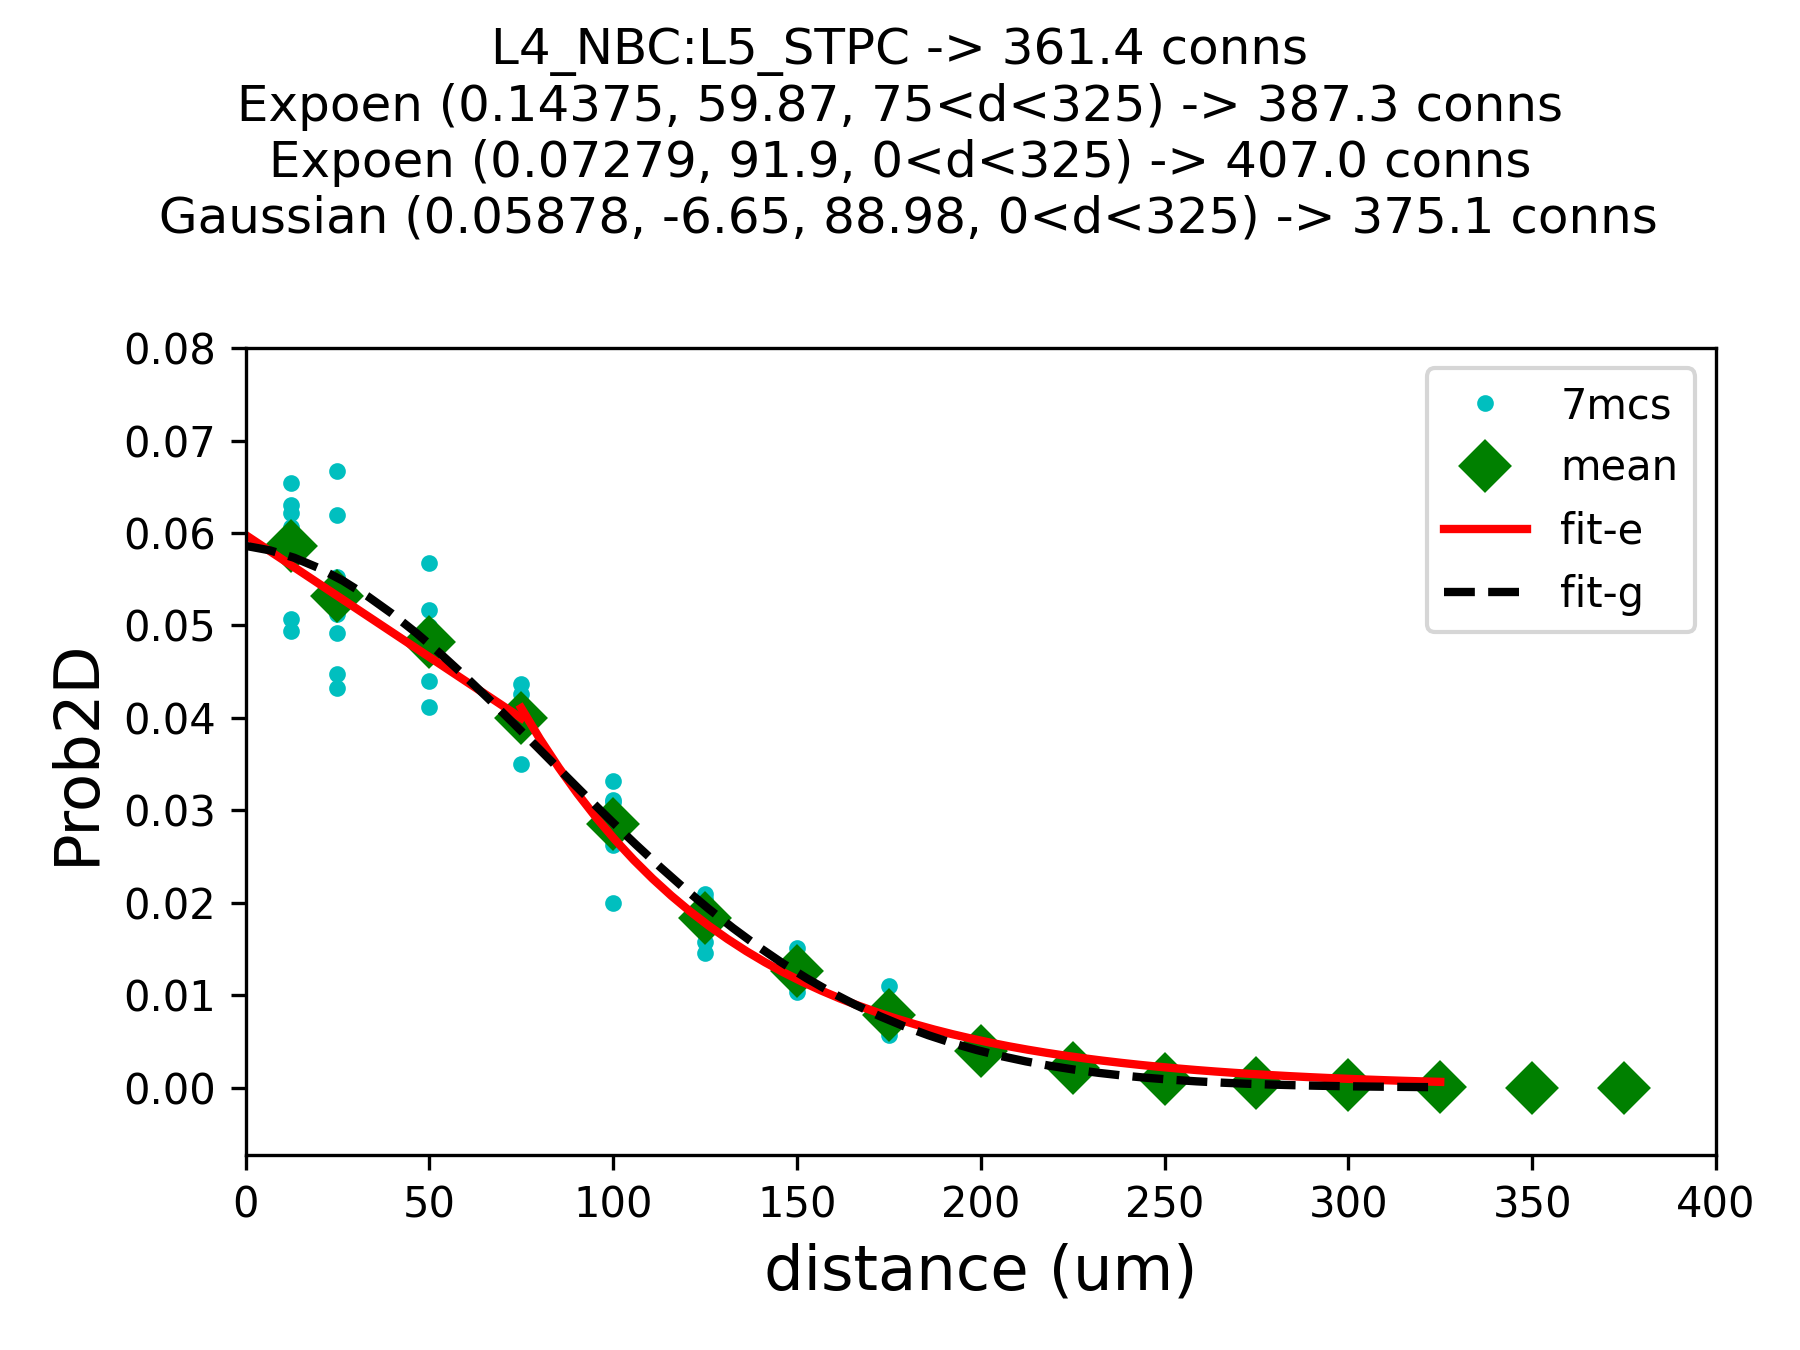 L4_NBC:L5_STPC -> 361.4 conns
Expoen (0.14375, 59.87, 75<d<325) -> 387.3 conns
Expoen (0.07279, 91.9, 0<d<325) -> 407.0 conns
Gaussian (0.05878, -6.65, 88.98, 0<d<325) -> 375.1 conns
0.08
0.07
0.06
0.05
0.04
0.03
0.02
0.01
0.00
Prob2D
7mcs
mean
fit-e
fit-g
0 50 100 150 200 250 300 350 400
distance (um)